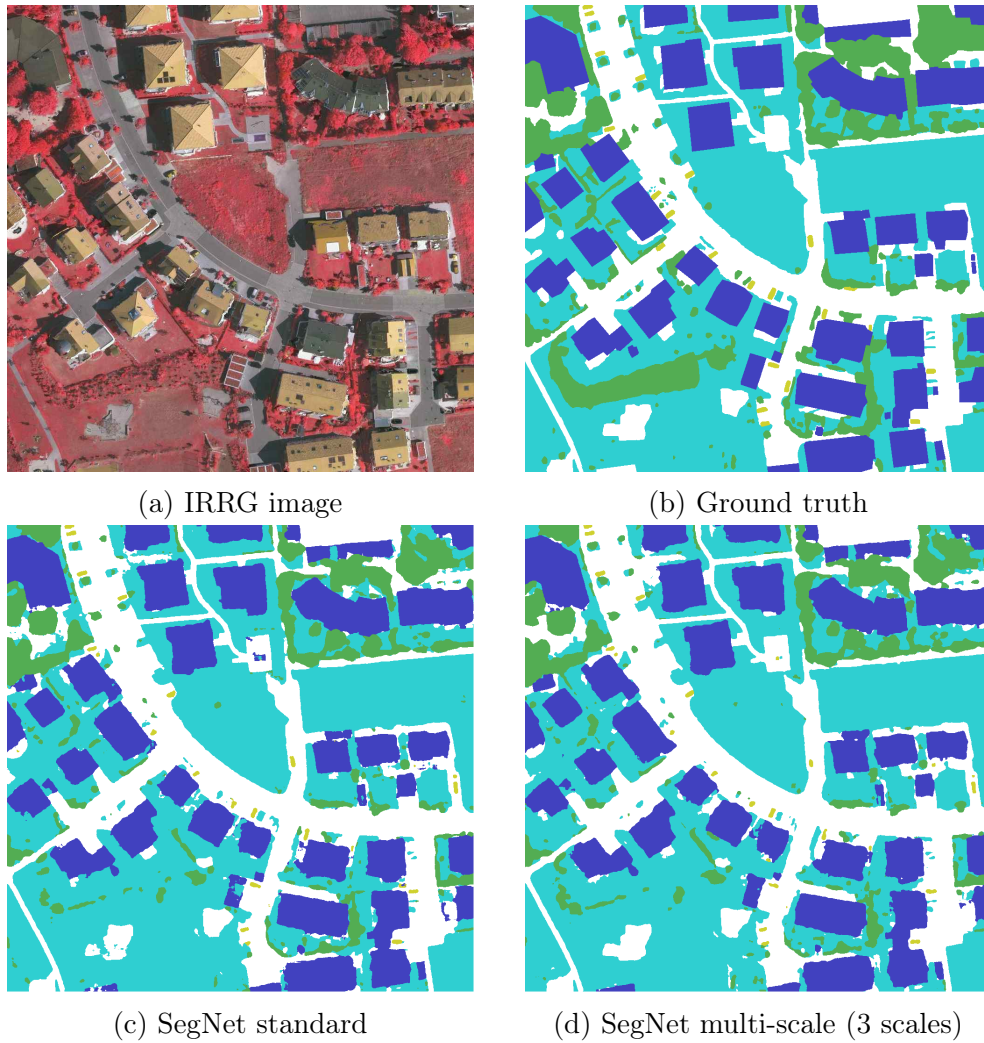 (a) IRRG image
(b) Ground truth
(c) SegNet standard
(d) SegNet multi-scale (3 scales)